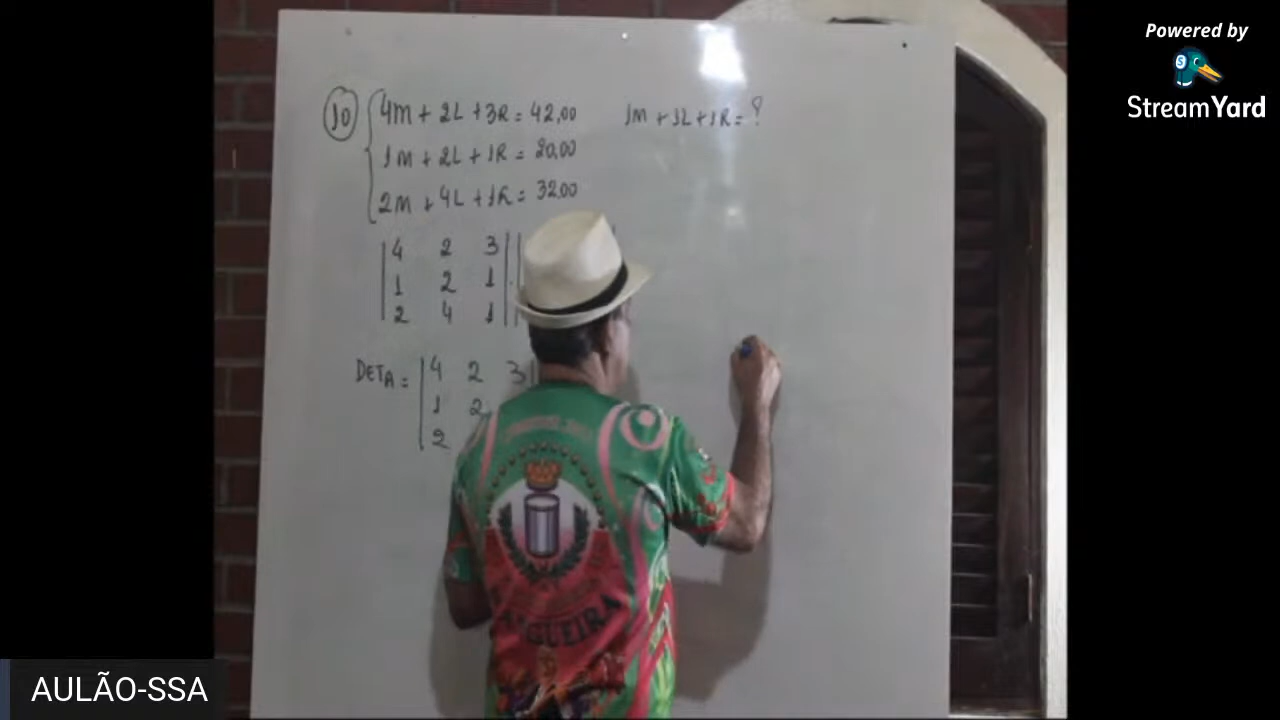 Powered by
StreamYard
10
4M + 2L + 3R = 42,00
1M + 2L + 1R = 20,00
2M + 4L + 1R = 32,00
1M + 1L + 1R = ?
4 2 3
1 2 1
2 4 1
DET A = 4 2 3
1 2
2
AULÃO-SSA